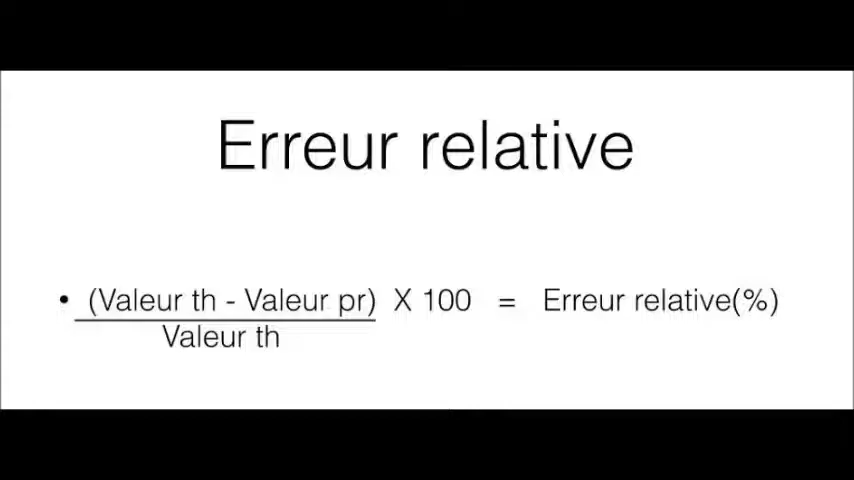 Erreur relative
• (Valeur th - Valeur pr) X 100 = Erreur relative(%)
Valeur th